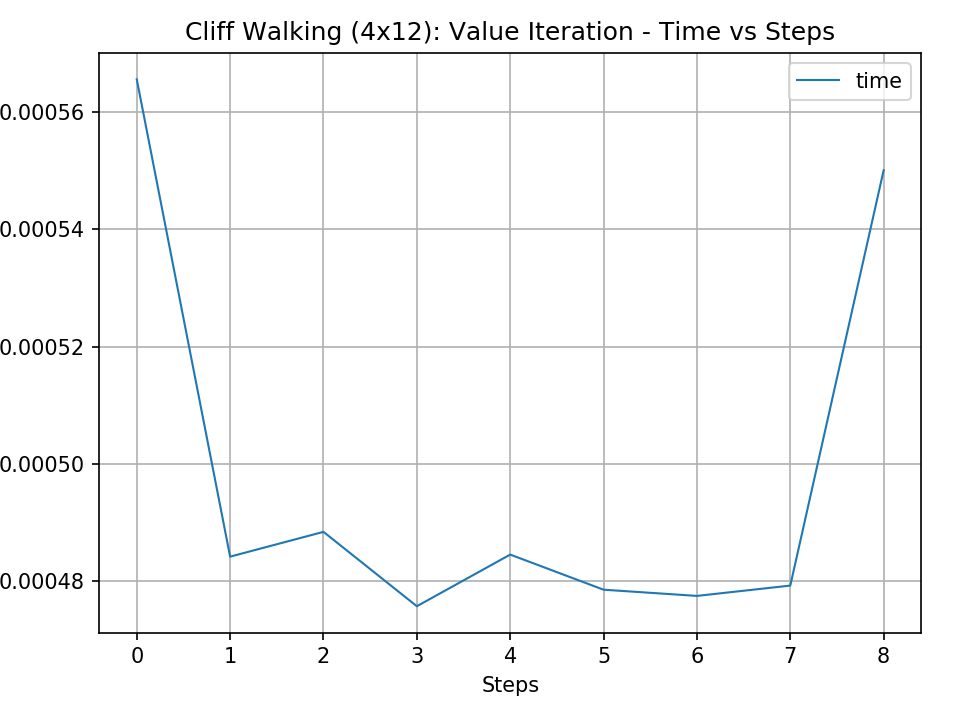 Cliff Walking (4x12): Value Iteration - Time vs Steps
time
0.00056
0.00054
0.00052
0.00050
0.00048
0 1 2 3 4 5 6 7 8
Steps